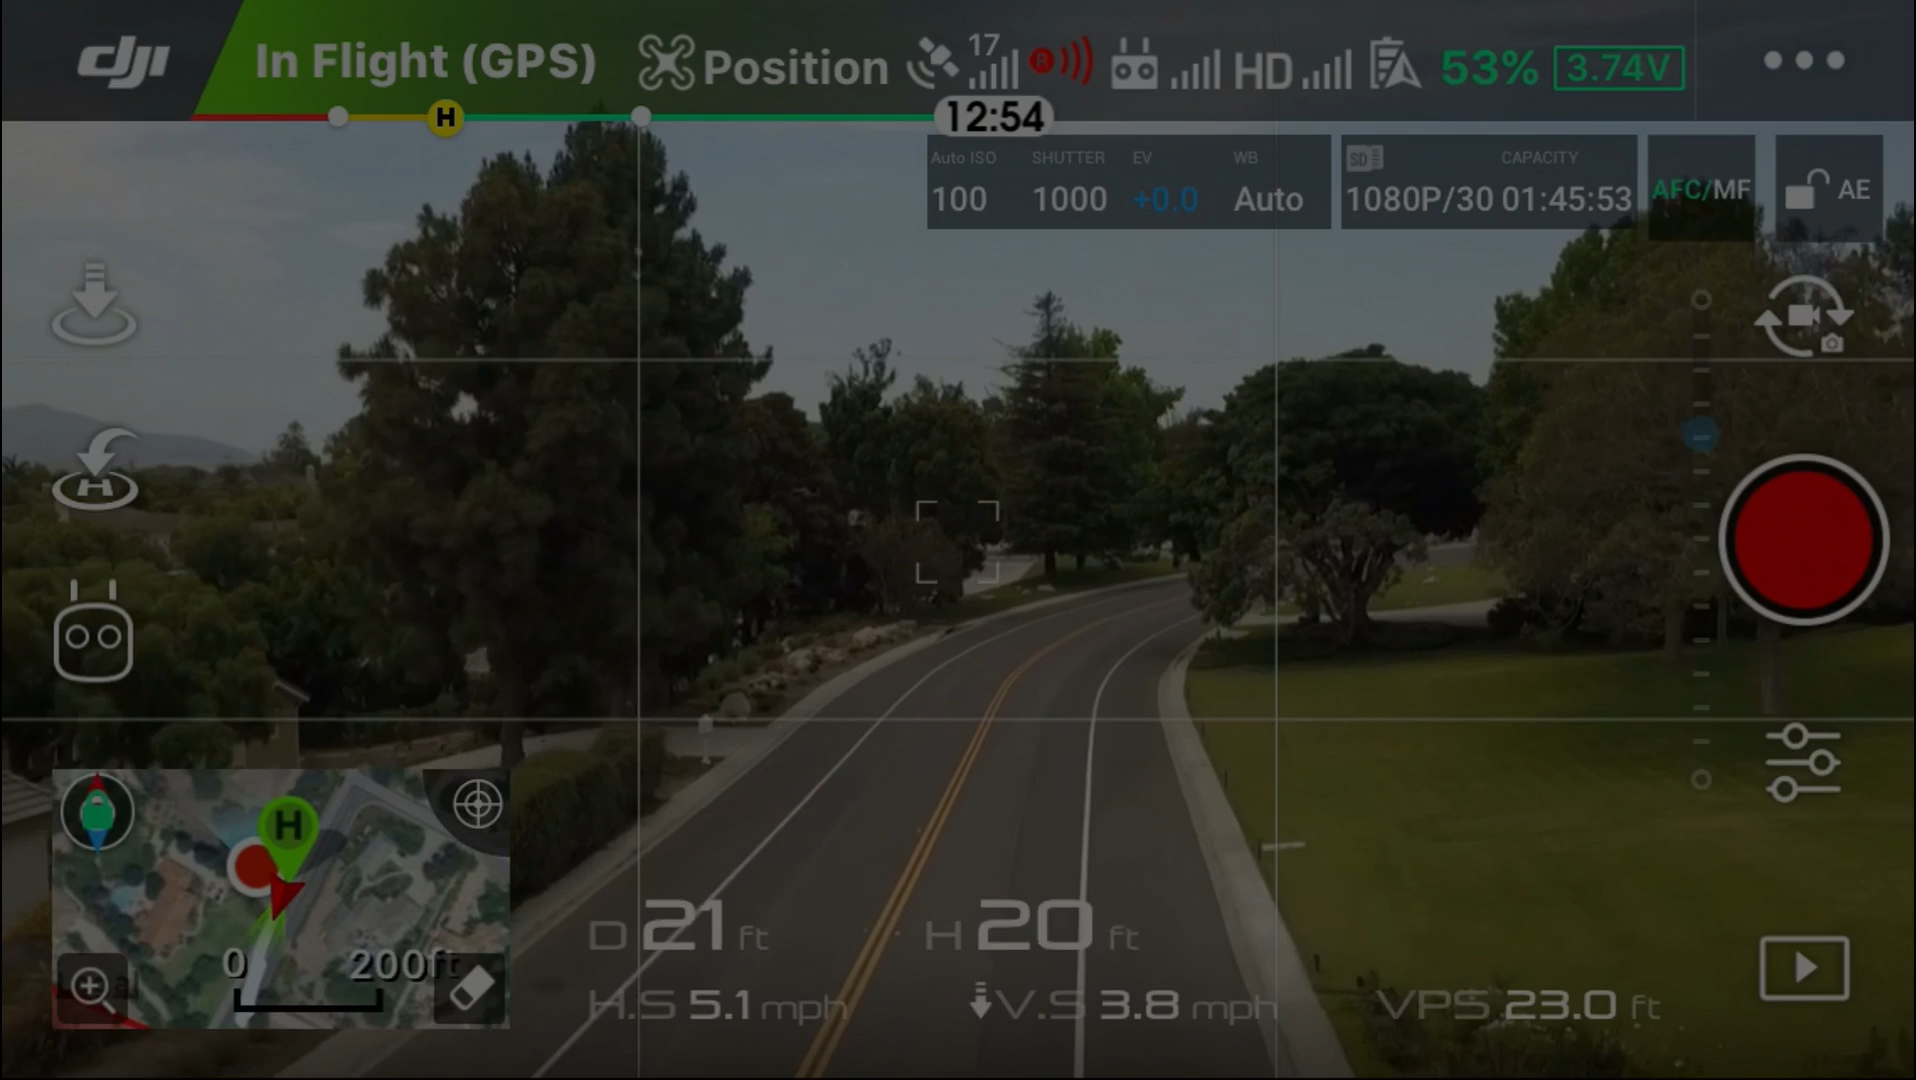 dji
In Flight (GPS) Position 17 R HD 53% 3.74V
H 12:54
Auto ISO SHUTTER EV WB SD CAPACITY
100 1000 +0.0 Auto 1080P/30 01:45:53 AFC/MF AE
H
H
0 200ft
D 21 ft H 20 ft
H.S 5.1 mph V.S 3.8 mph VPS 23.0 ft